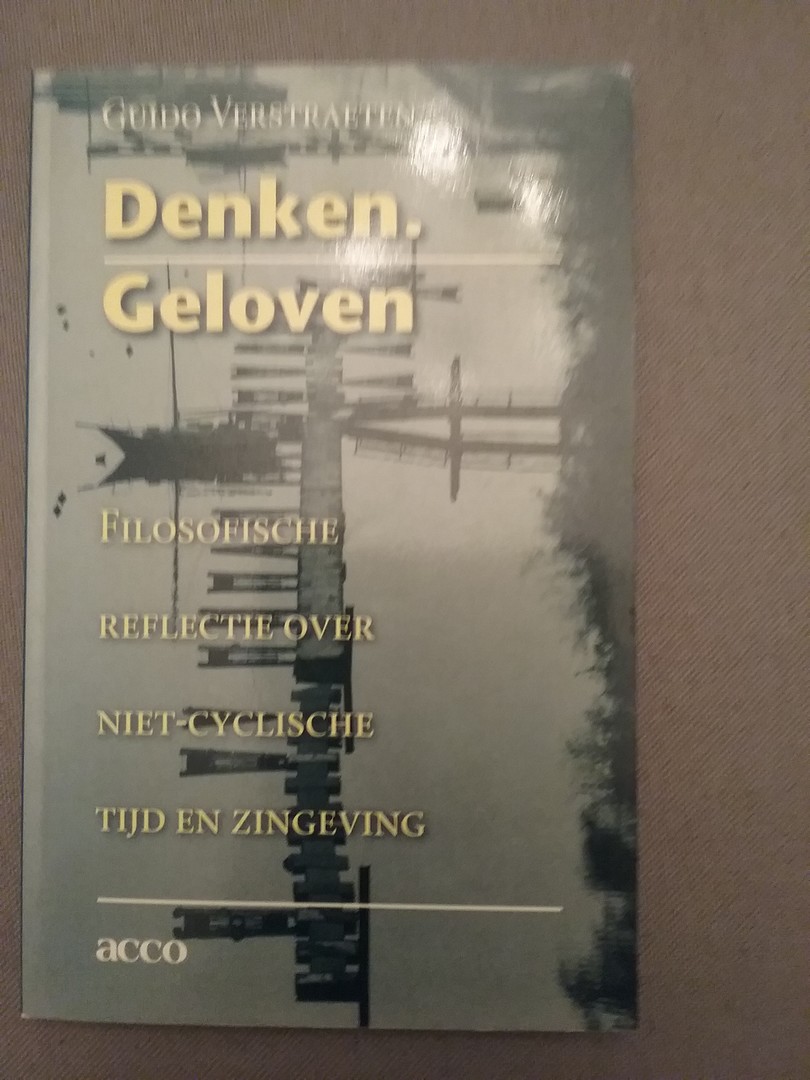 GUIDO VERSTRAETEN
Denken.
Geloven
FILOSOFISCHE
REFLECTIE OVER
NIET-CYCLISCHE
TIJD EN ZINGEVING
acco